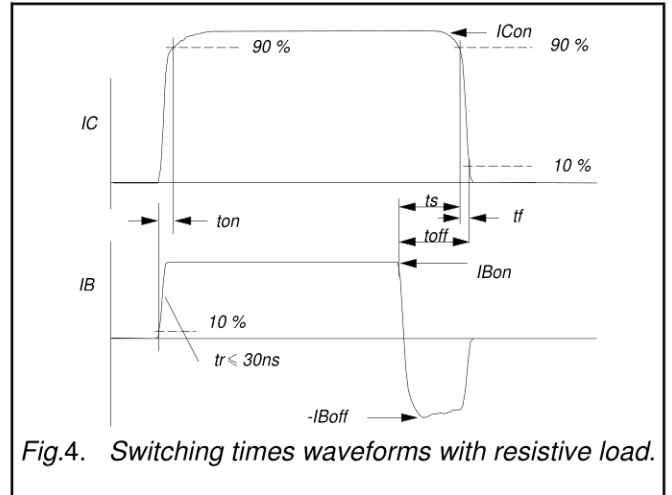 ICon
90 %
90 %
IC
10 %
ts
ton
tf
toff
IBon
IB
10 %
tr ⩽ 30ns
-IBoff
Fig.4. Switching times waveforms with resistive load.